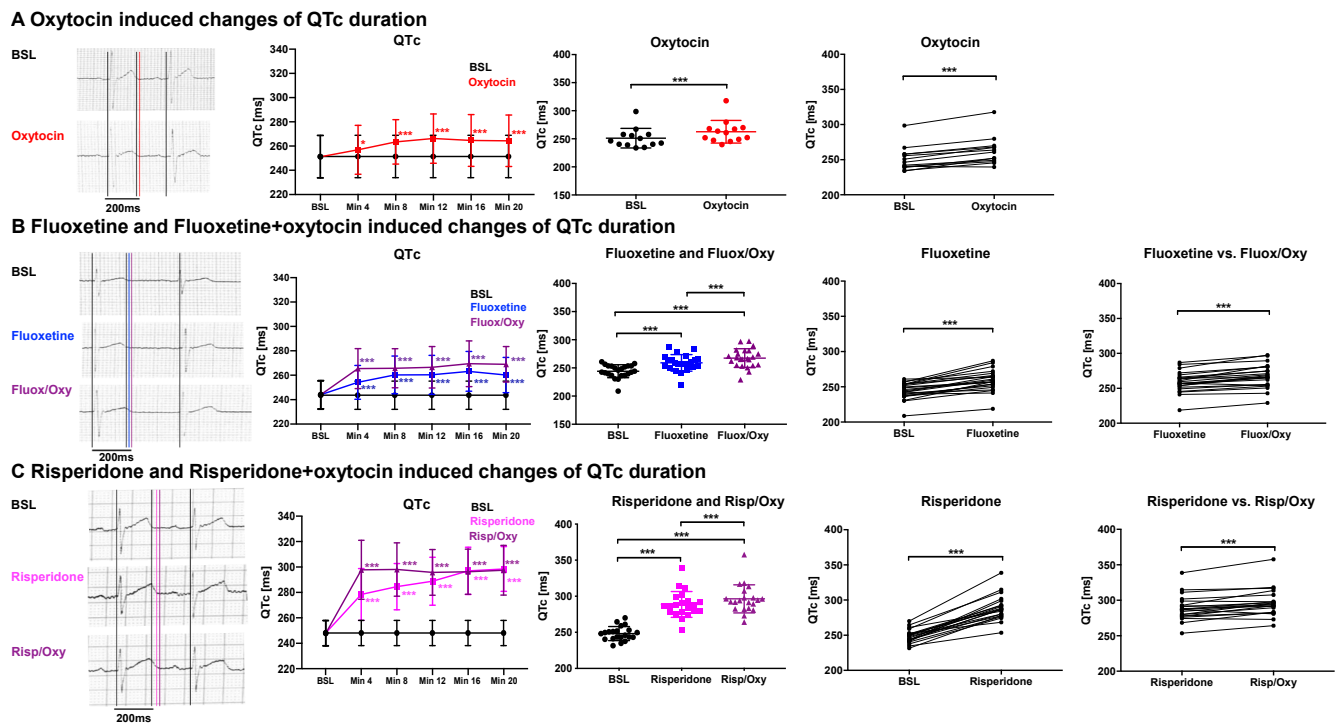 A Oxytocin induced changes of QTc duration
BSL
Oxytocin
200ms
QTc
QTc [ms]
340
320
300
280
260
240
220
BSL
Oxytocin
*
***
***
***
***
BSL
Min 4
Min 8
Min 12
Min 16
Min 20
Oxytocin
QTc [ms]
400
350
300
250
200
150
***
BSL
Oxytocin
Oxytocin
QTc [ms]
400
350
300
250
200
***
BSL
Oxytocin
B Fluoxetine and Fluoxetine+oxytocin induced changes of QTc duration
BSL
Fluoxetine
Fluox/Oxy
200ms
QTc
QTc [ms]
340
320
300
280
260
240
220
BSL
Fluoxetine
Fluox/Oxy
***
***
***
***
***
***
***
***
***
***
BSL
Min 4
Min 8
Min 12
Min 16
Min 20
Fluoxetine and Fluox/Oxy
QTc [ms]
400
350
300
250
200
150
***
***
***
BSL
Fluoxetine
Fluox/Oxy
Fluoxetine
QTc [ms]
400
350
300
250
200
***
BSL
Fluoxetine
Fluoxetine vs. Fluox/Oxy
QTc [ms]
400
350
300
250
200
***
Fluoxetine
Fluox/Oxy
C Risperidone and Risperidone+oxytocin induced changes of QTc duration
BSL
Risperidone
Risp/Oxy
200ms
QTc
QTc [ms]
340
320
300
280
260
240
220
BSL
Risperidone
Risp/Oxy
***
***
***
***
***
***
***
***
***
***
BSL
Min 4
Min 8
Min 12
Min 16
Min 20
Risperidone and Risp/Oxy
QTc [ms]
400
350
300
250
200
***
***
***
BSL
Risperidone
Risp/Oxy
Risperidone
QTc [ms]
400
350
300
250
200
***
BSL
Risperidone
Risperidone vs. Risp/Oxy
QTc [ms]
400
350
300
250
200
***
Risperidone
Risp/Oxy